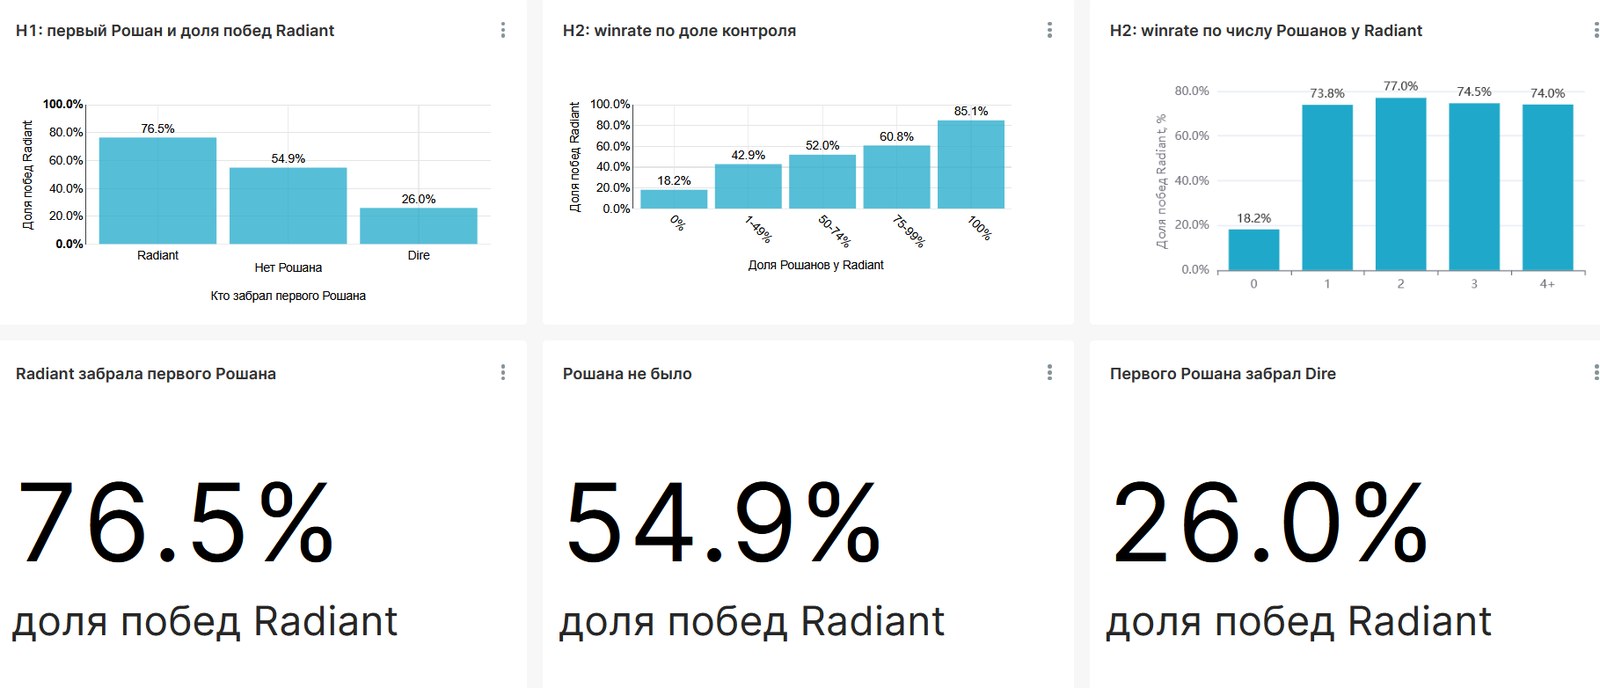 H1: первый Рошан и доля побед Radiant
Доля побед Radiant
100.0%
80.0%
60.0%
40.0%
20.0%
0.0%
76.5%
54.9%
26.0%
Radiant
Нет Рошана
Dire
Кто забрал первого Рошана
H2: winrate по доле контроля
Доля побед Radiant
100.0%
80.0%
60.0%
40.0%
20.0%
0.0%
18.2%
42.9%
52.0%
60.8%
85.1%
0%
1-49%
50-74%
75-99%
100%
Доля Рошанов у Radiant
H2: winrate по числу Рошанов у Radiant
Доля побед Radiant, %
80.0%
60.0%
40.0%
20.0%
0.0%
18.2%
73.8%
77.0%
74.5%
74.0%
0
1
2
3
4+
Radiant забрала первого Рошана
76.5%
доля побед Radiant
Рошана не было
54.9%
доля побед Radiant
Первого Рошана забрал Dire
26.0%
доля побед Radiant